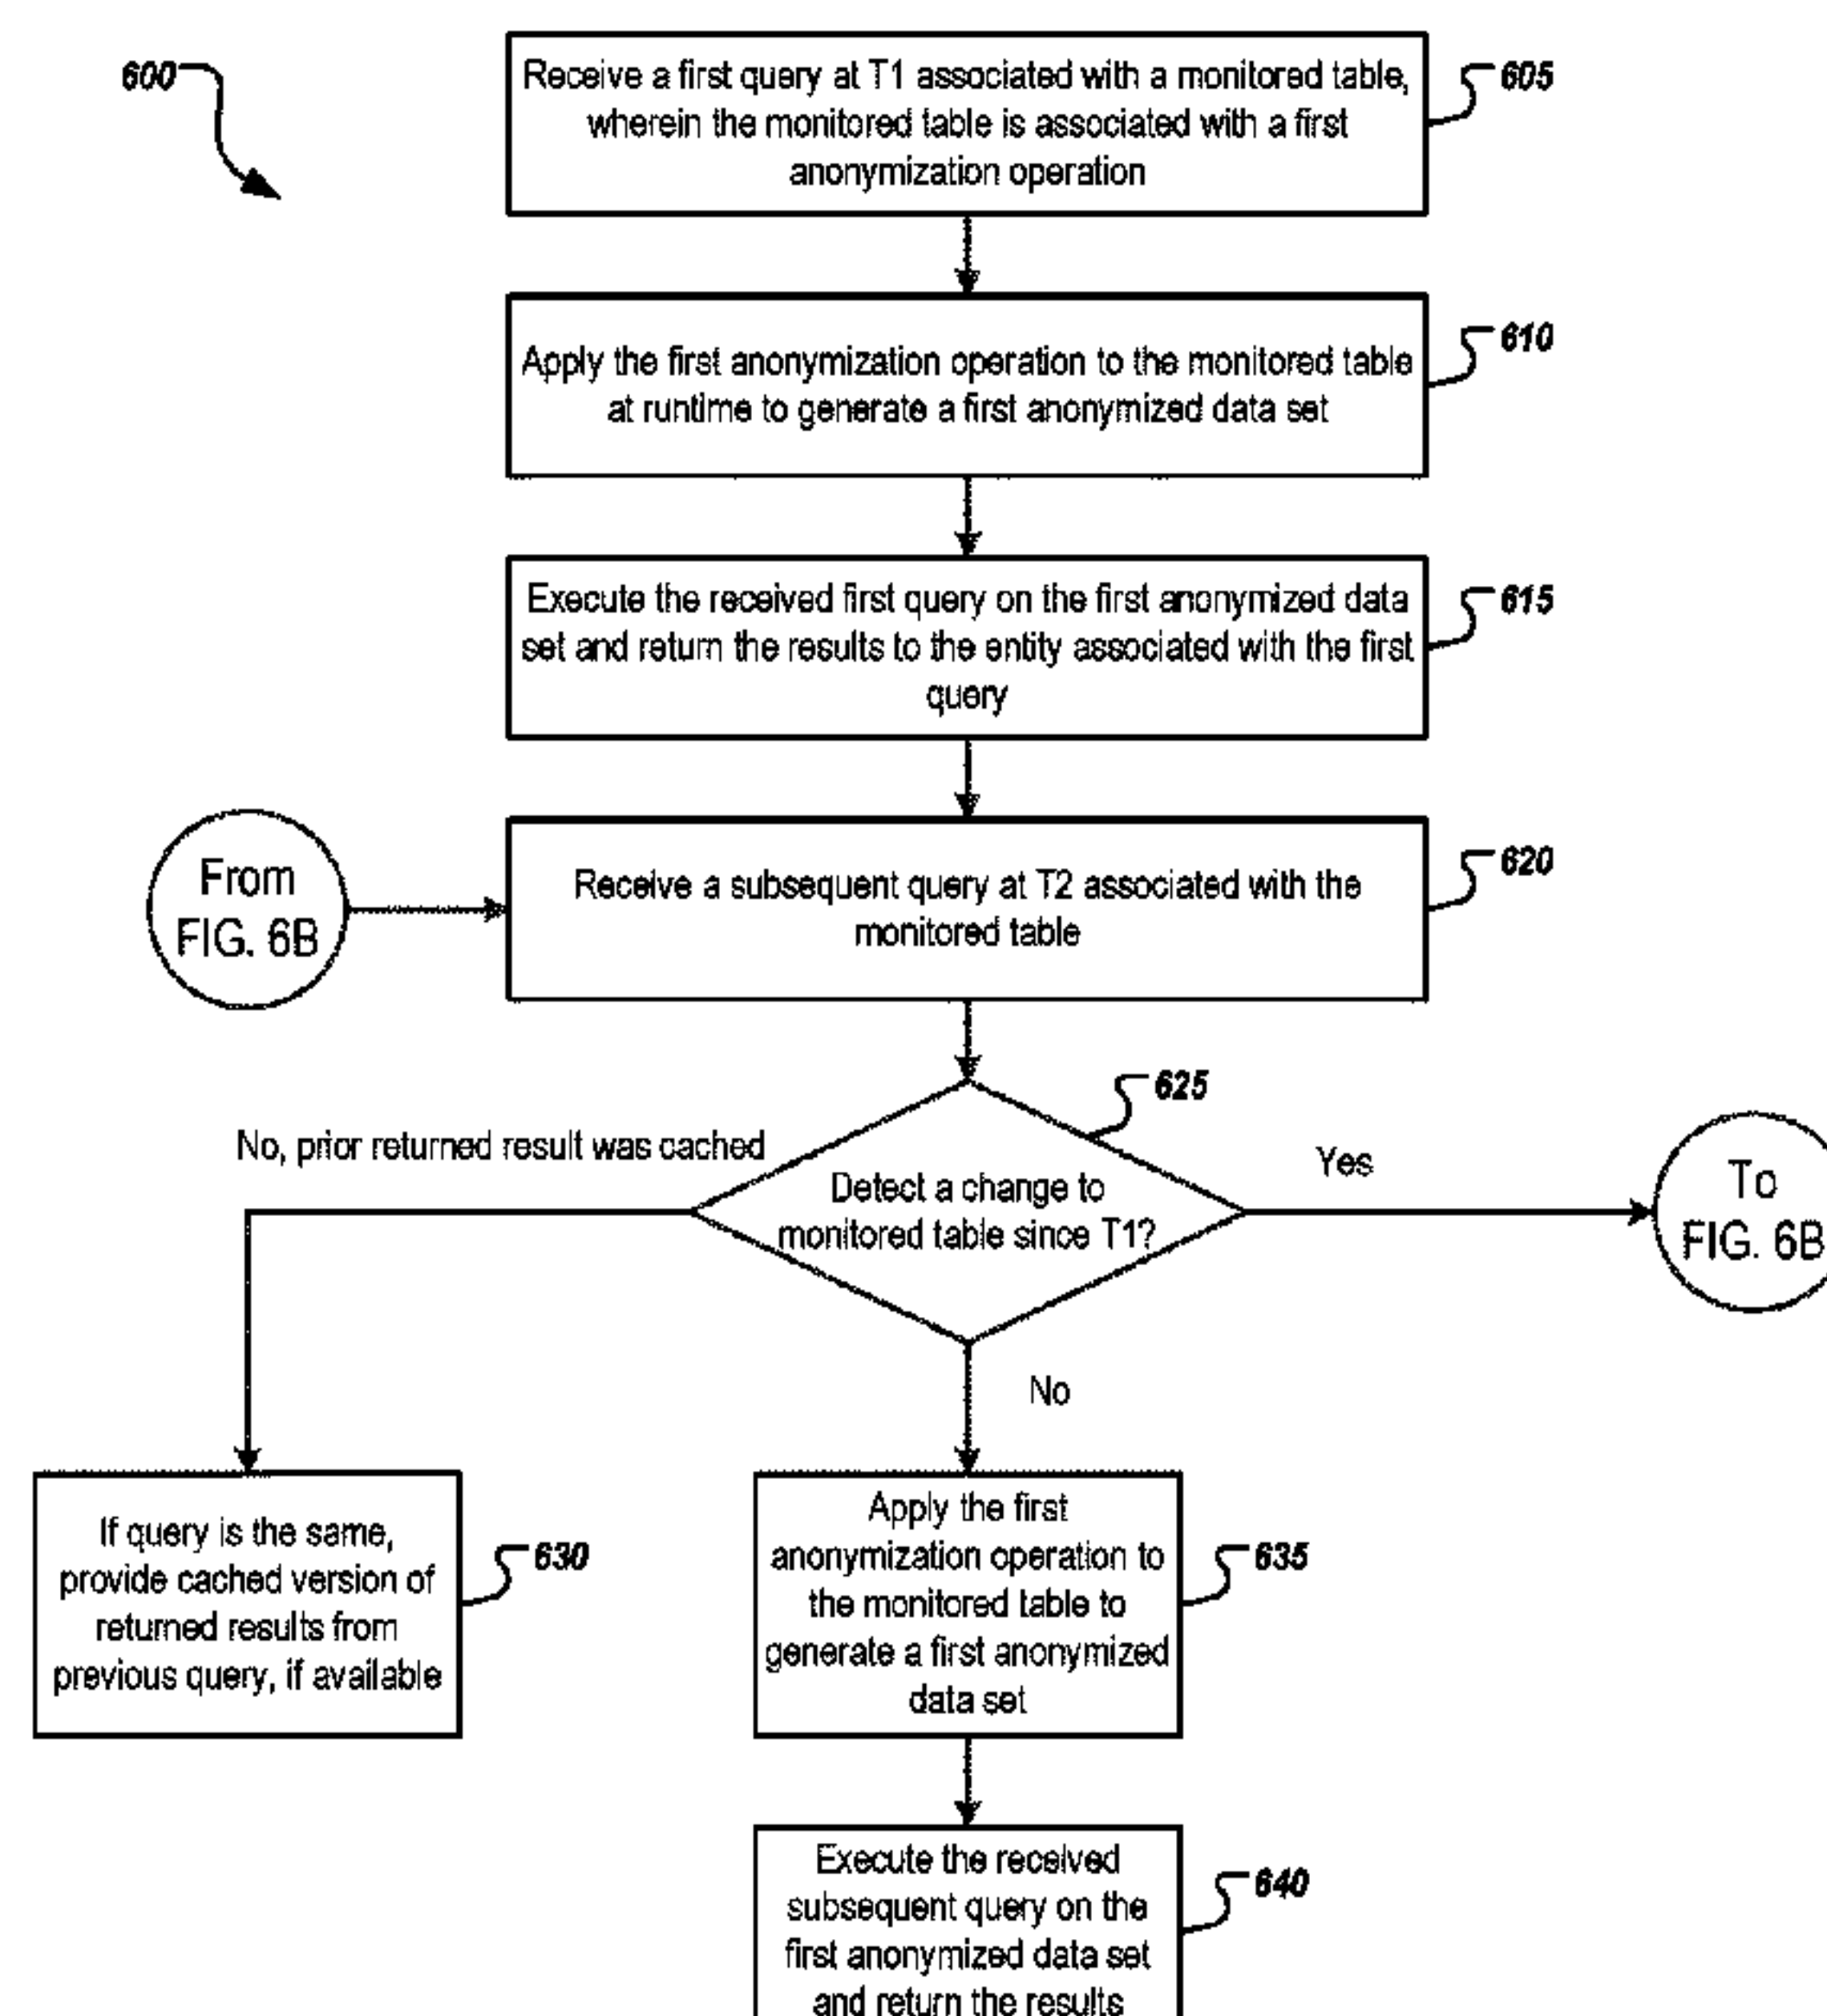 600
Receive a first query at T1 associated with a monitored table,
wherein the monitored table is associated with a first
anonymization operation
605
Apply the first anonymization operation to the monitored table
at runtime to generate a first anonymized data set
610
Execute the received first query on the first anonymized data
set and return the results to the entity associated with the first
query
615
From
FIG. 6B
Receive a subsequent query at T2 associated with the
monitored table
620
625
No, prior returned result was cached
Detect a change to
monitored table since T1?
Yes
To
FIG. 6B
No
If query is the same,
provide cached version of
returned results from
previous query, if available
630
Apply the first
anonymization operation to
the monitored table to
generate a first anonymized
data set
635
Execute the received
subsequent query on the
first anonymized data set
and return the results
640